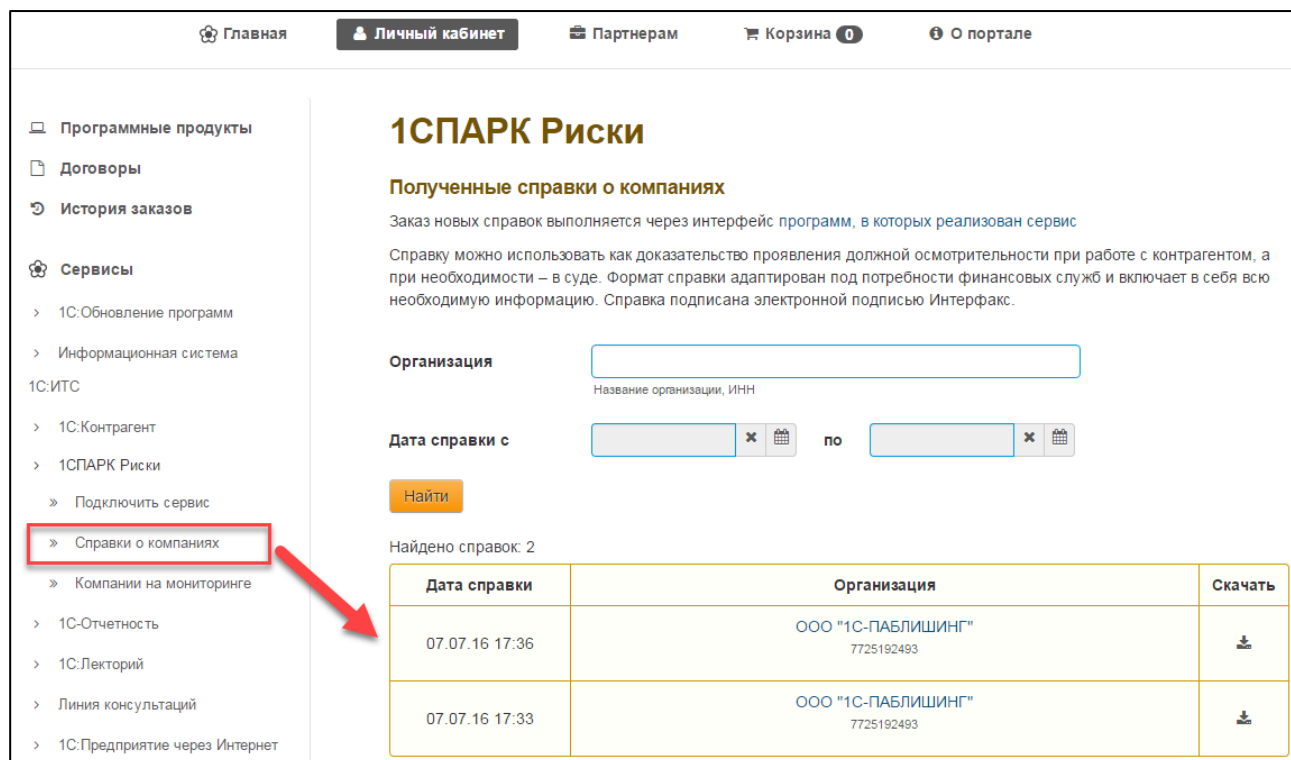 Главная
Личный кабинет
Партнерам
Корзина 0
О портале
Программные продукты
Договоры
История заказов
Сервисы
1С:Обновление программ
Информационная система
1С:ИТС
1С:Контрагент
1СПАРК Риски
Подключить сервис
Справки о компаниях
Компании на мониторинге
1С-Отчетность
1С:Лекторий
Линия консультаций
1С:Предприятие через Интернет
1СПАРК Риски
Полученные справки о компаниях
Заказ новых справок выполняется через интерфейс программ, в которых реализован сервис
Справку можно использовать как доказательство проявления должной осмотрительности при работе с контрагентом, а
при необходимости – в суде. Формат справки адаптирован под потребности финансовых служб и включает в себя всю
необходимую информацию. Справка подписана электронной подписью Интерфакс.
Организация
Название организации, ИНН
Дата справки с
по
Найти
Найдено справок: 2
Дата справки Организация Скачать
07.07.16 17:36 ООО "1С-ПАБЛИШИНГ"
7725192493
07.07.16 17:33 ООО "1С-ПАБЛИШИНГ"
7725192493